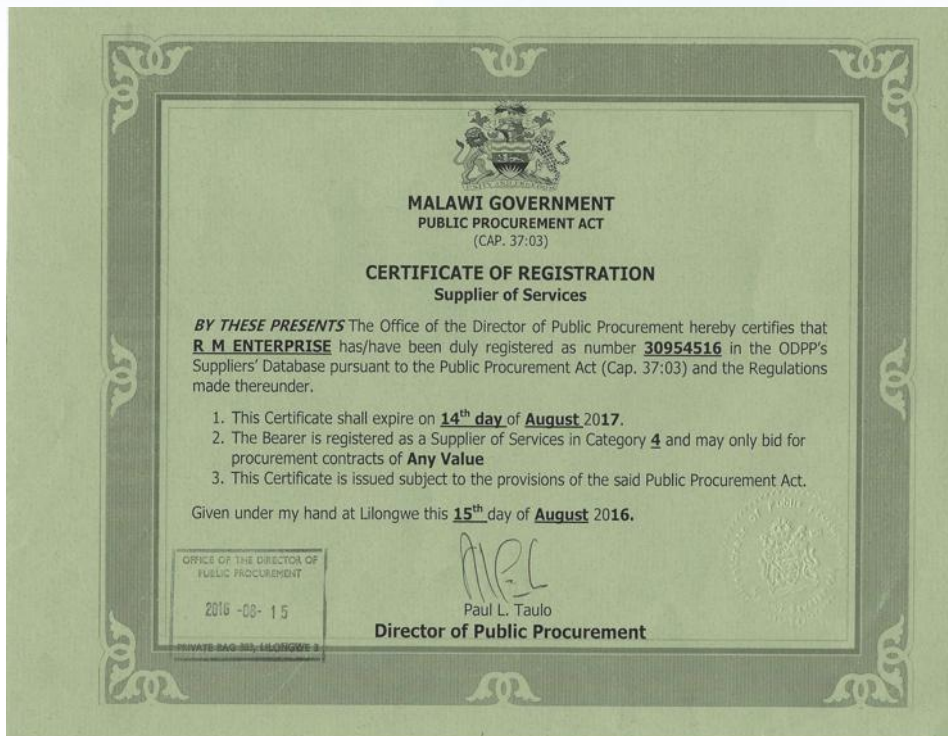 MALAWI GOVERNMENT
PUBLIC PROCUREMENT ACT
(CAP. 37:03)
CERTIFICATE OF REGISTRATION
Supplier of Services
BY THESE PRESENTS The Office of the Director of Public Procurement hereby certifies that
R M ENTERPRISE has/have been duly registered as number 30954516 in the ODPP's
Suppliers' Database pursuant to the Public Procurement Act (Cap. 37:03) and the Regulations
made thereunder.
1. This Certificate shall expire on 14th day of August 2017.
2. The Bearer is registered as a Supplier of Services in Category 4 and may only bid for
procurement contracts of Any Value
3. This Certificate is issued subject to the provisions of the said Public Procurement Act.
Given under my hand at Lilongwe this 15th day of August 2016.
OFFICE OF THE DIRECTOR OF
PUBLIC PROCUREMENT
2016 -08- 15
PRIVATE BAG LILONGWE 3
Paul L. Taulo
Director of Public Procurement